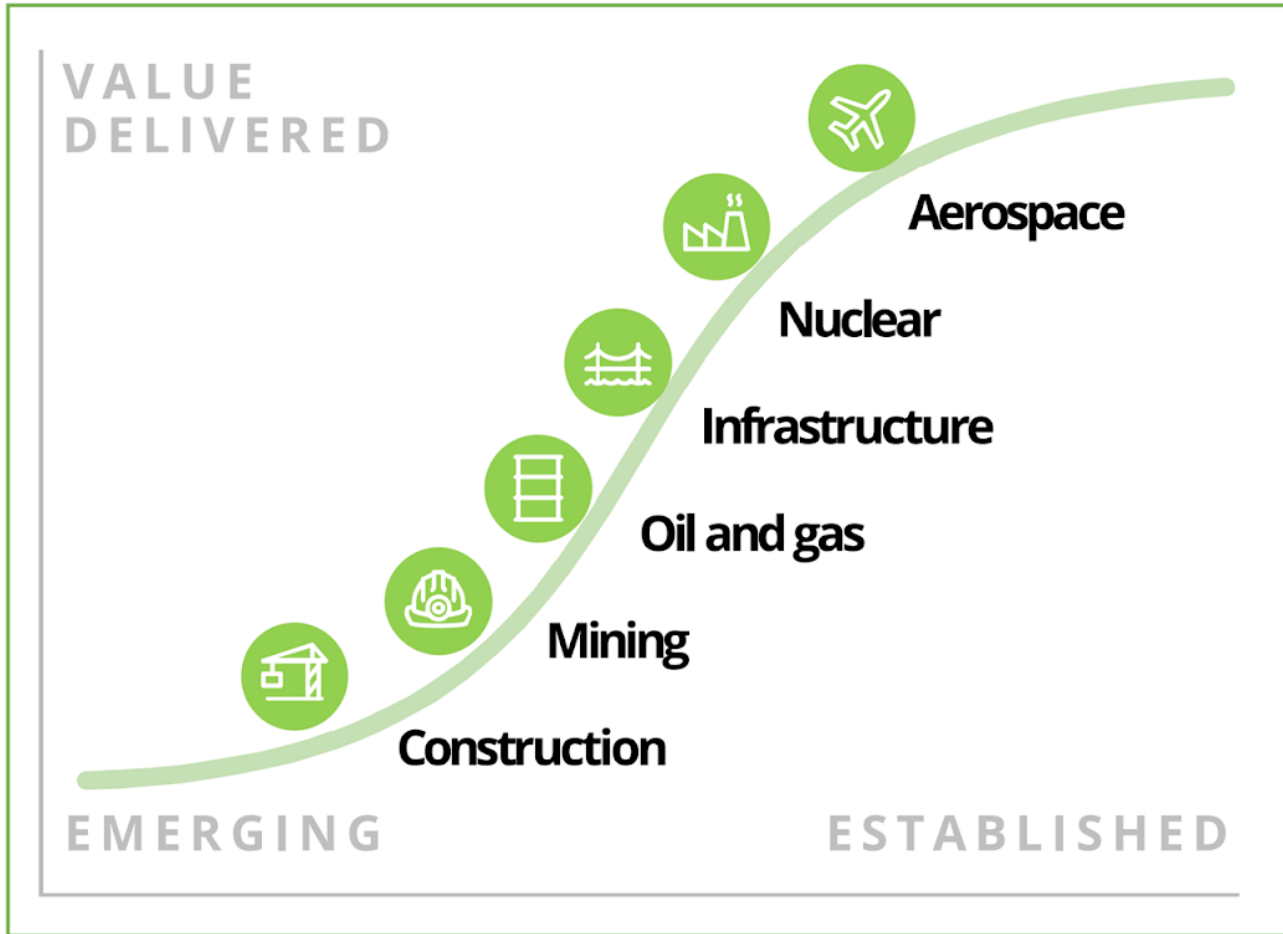 VALUE
DELIVERED
Aerospace
Nuclear
Infrastructure
Oil and gas
Mining
Construction
EMERGING
ESTABLISHED